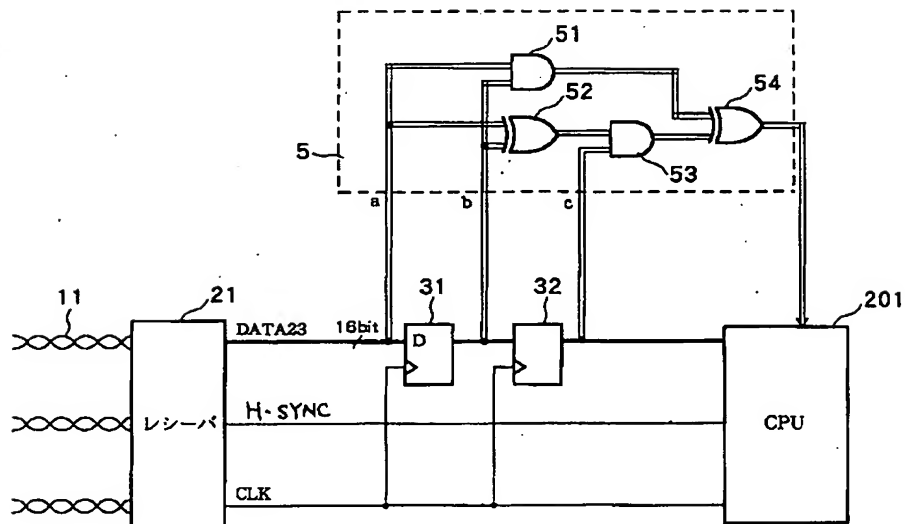 51
52
54
5
53
a
b
c
11
21
31
32
201
DATA23
16bit
D
レシーバ
H-SYNC
CPU
CLK